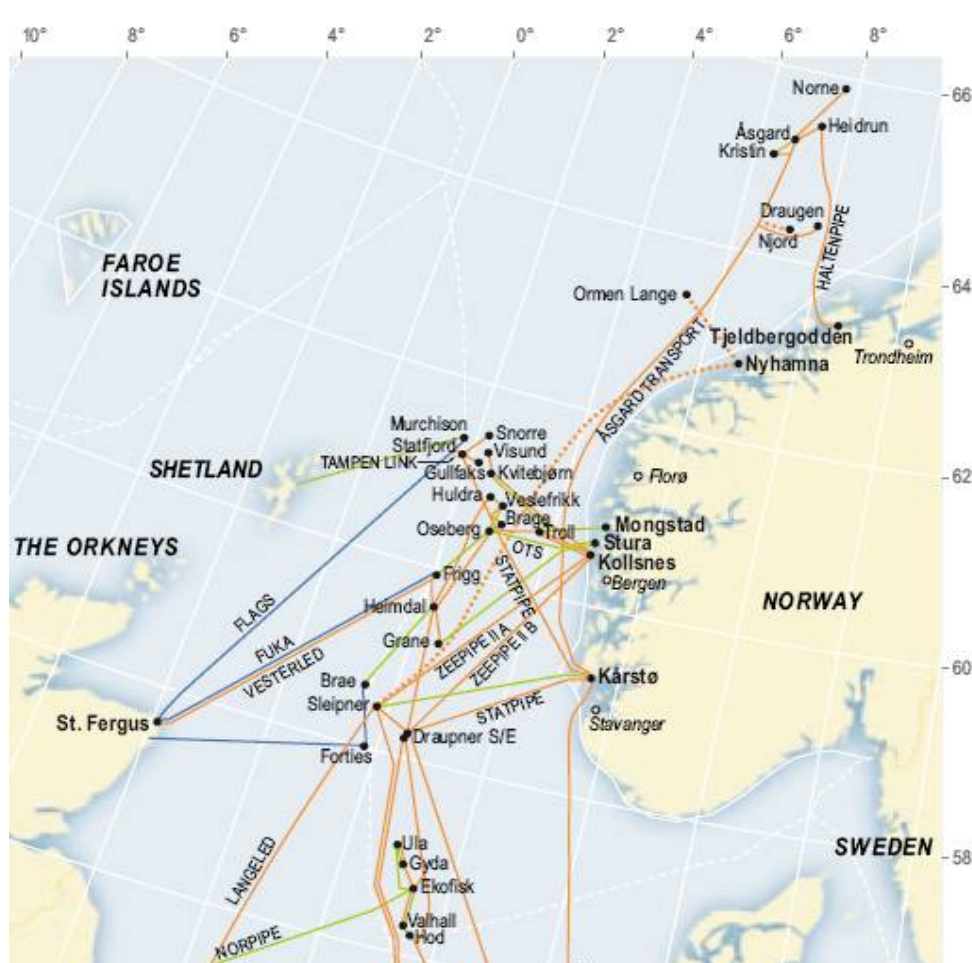 10° 8° 6° 4° 2° 0° 2° 4° 6° 8°
Norne
66
Åsgard
Heidrun
Kristin
Draugen
Njord
HALTENPIPE
FAROE
ISLANDS
Ormen Lange
64
Tjeldbergodden
Trondheim
Nyhamna
ÅSGARD TRANSPORT
Murchison
Snorre
Statfjord
Visund
SHETLAND
TAMPEN LINK
Gullfaks
Kvitebjørn
Florø
62
Huldra
Veslefrikk
Brage
Oseberg
Troll
Mongstad
OTS
Stura
THE ORKNEYS
Kollsnes
Frigg
Bergen
STATPIPE
FLAGS
Heimdal
NORWAY
FUKA
Grane
ZEEPIPE II A
ZEEPIPE II B
VESTERLED
60
Brae
Kårstø
Sleipner
STATPIPE
St. Fergus
Stavanger
Draupner S/E
Forties
Ula
SWEDEN
58
Gyda
LANGELED
Ekofisk
Valhall
Hod
NORPIPE